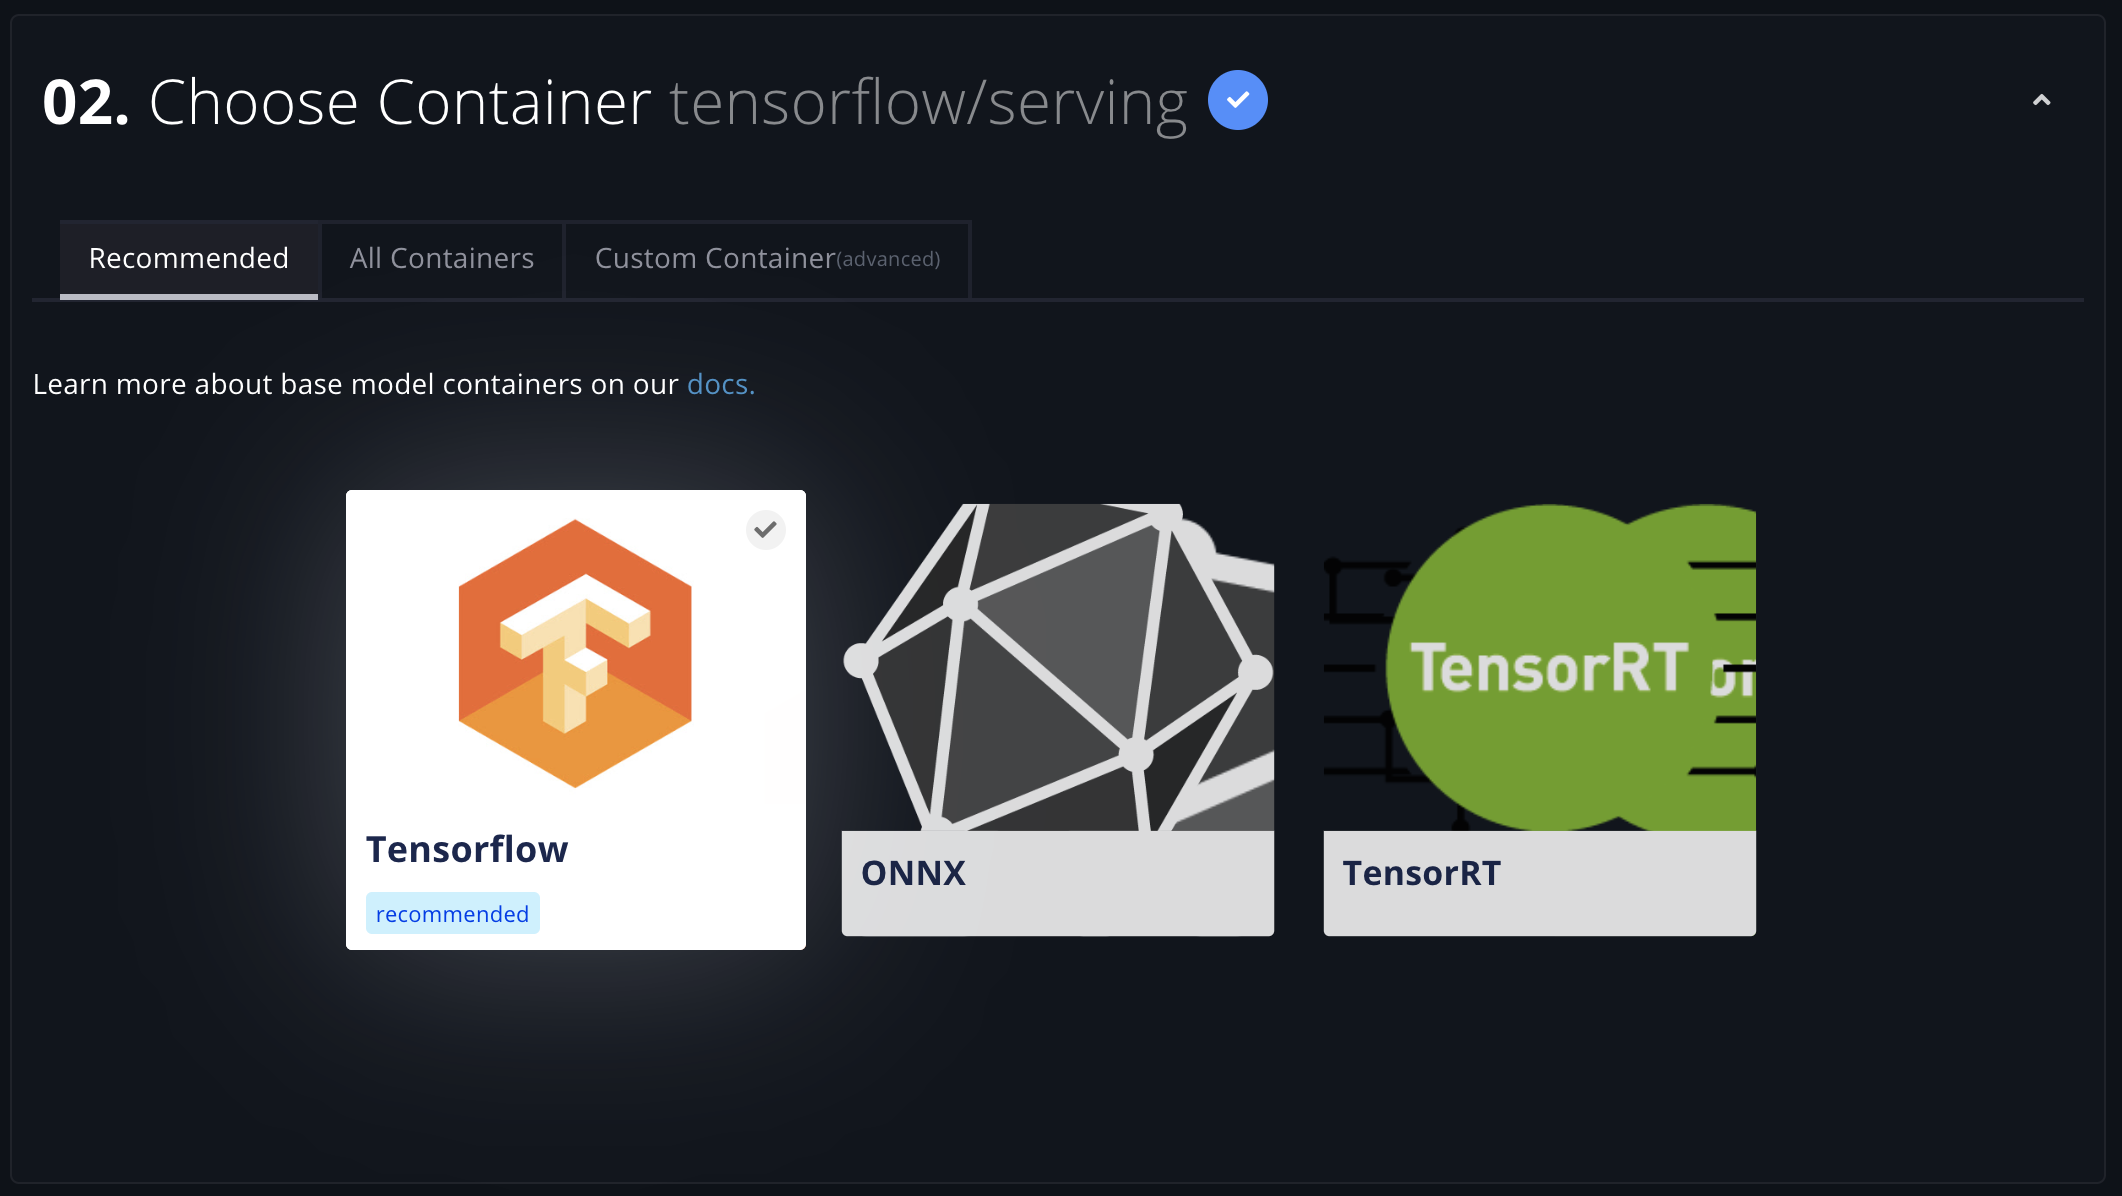 02. Choose Container tensorflow/serving
Recommended
All Containers
Custom Container(advanced)
Learn more about base model containers on our docs.
TensorRT
or
Tensorflow
recommended
ONNX
TensorRT